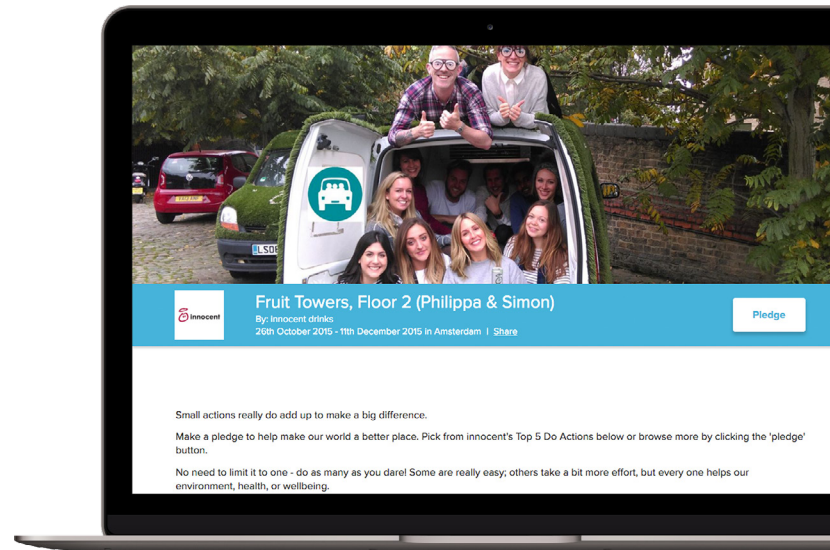 LS08
innocent
Fruit Towers, Floor 2 (Philippa & Simon)
By: innocent drinks
26th October 2015 - 11th December 2015 in Amsterdam | Share
Pledge
Small actions really do add up to make a big difference.
Make a pledge to help make our world a better place. Pick from innocent's Top 5 Do Actions below or browse more by clicking the 'pledge'
button.
No need to limit it to one - do as many as you dare! Some are really easy; others take a bit more effort, but every one helps our
environment, health, or wellbeing.